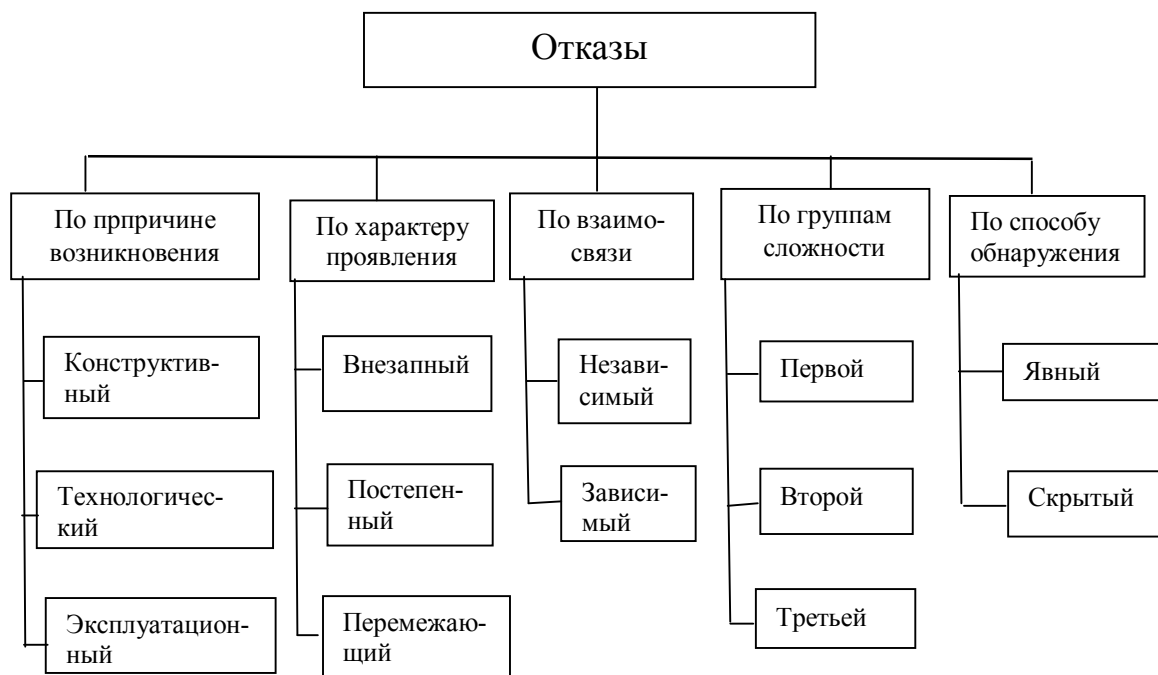 Отказы
По прпричине
возникновения
По характеру
проявления
По взаимо-
связи
По группам
сложности
По способу
обнаружения
Конструктив-
ный
Технологичес-
кий
Эксплуатацион-
ный
Внезапный
Постепен-
ный
Перемежаю-
щий
Незави-
симый
Зависи-
мый
Первой
Второй
Третьей
Явный
Скрытый